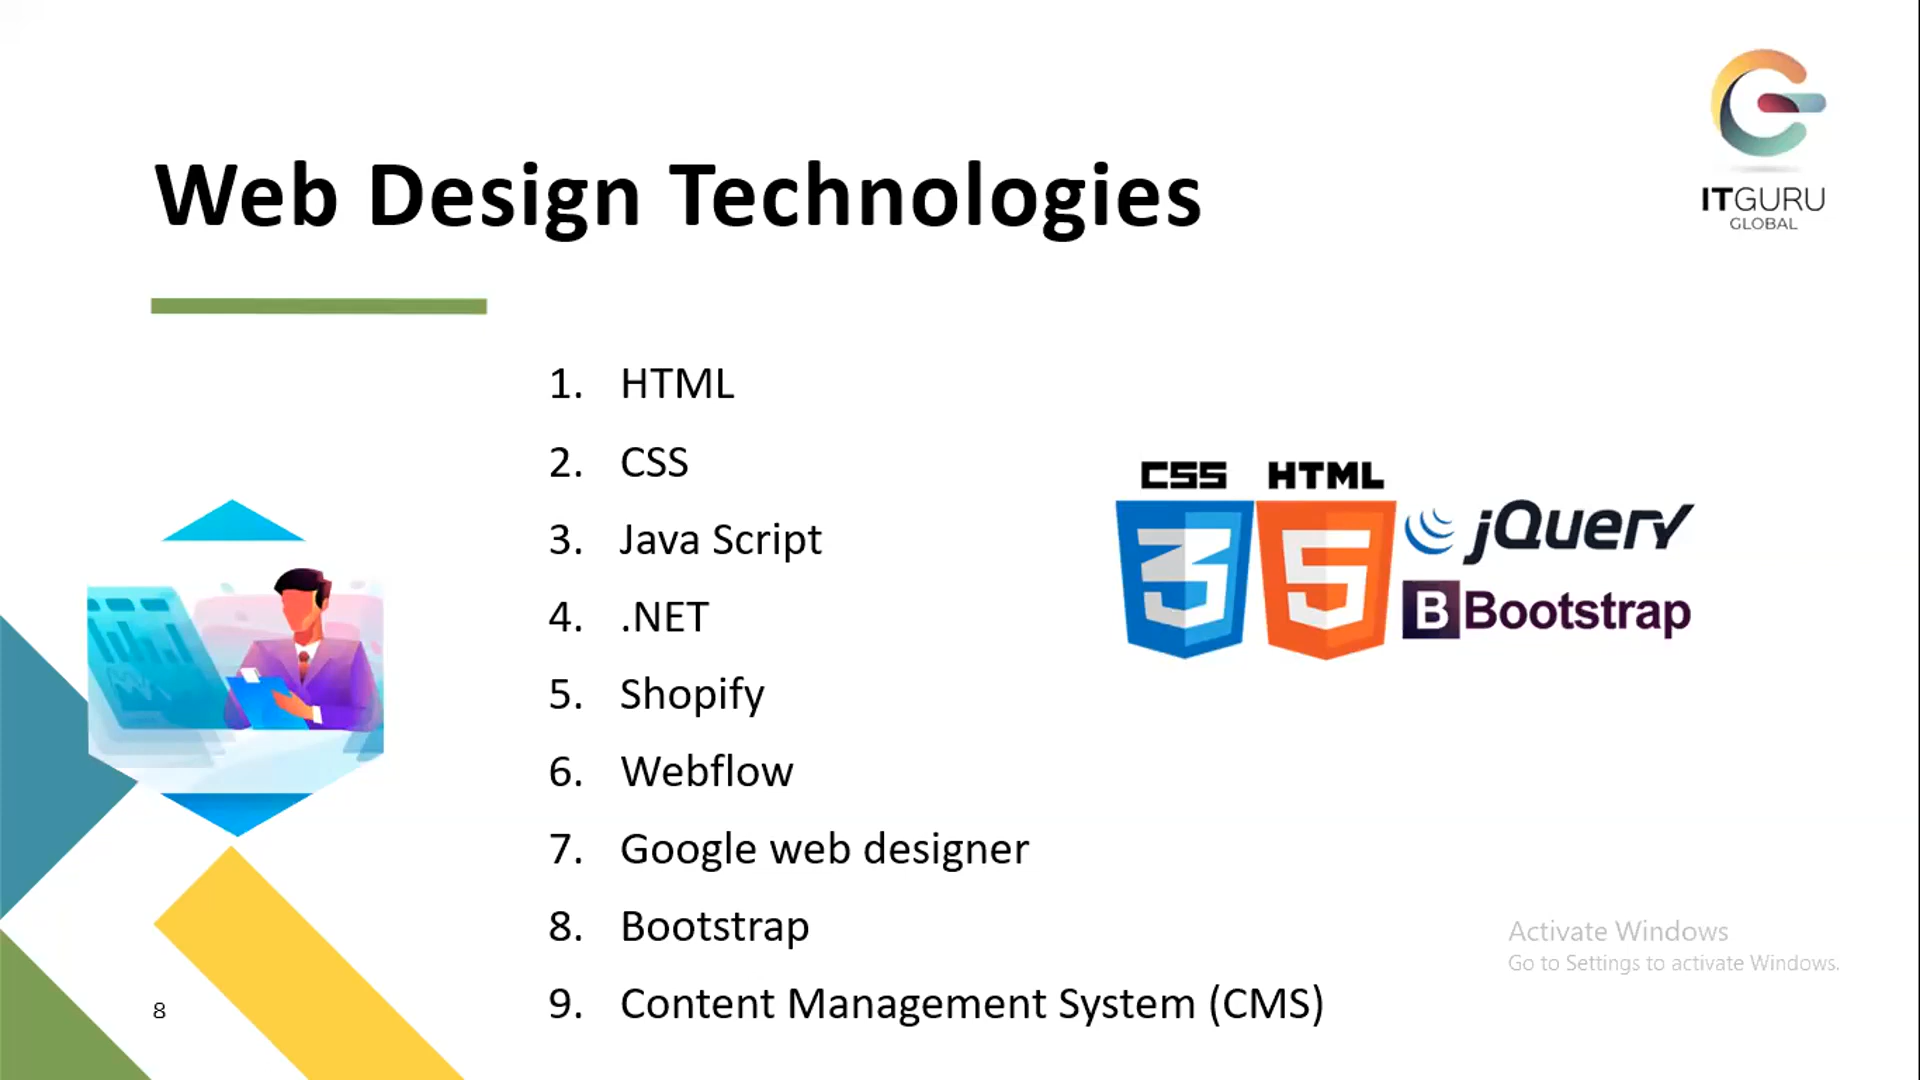 ITGURU
GLOBAL
Web Design Technologies
1. HTML
2. CSS
3. Java Script
4. .NET
5. Shopify
6. Webflow
7. Google web designer
8. Bootstrap
9. Content Management System (CMS)
CSS HTML
3 5
jQuery
B Bootstrap
Activate Windows
Go to Settings to activate Windows.
8